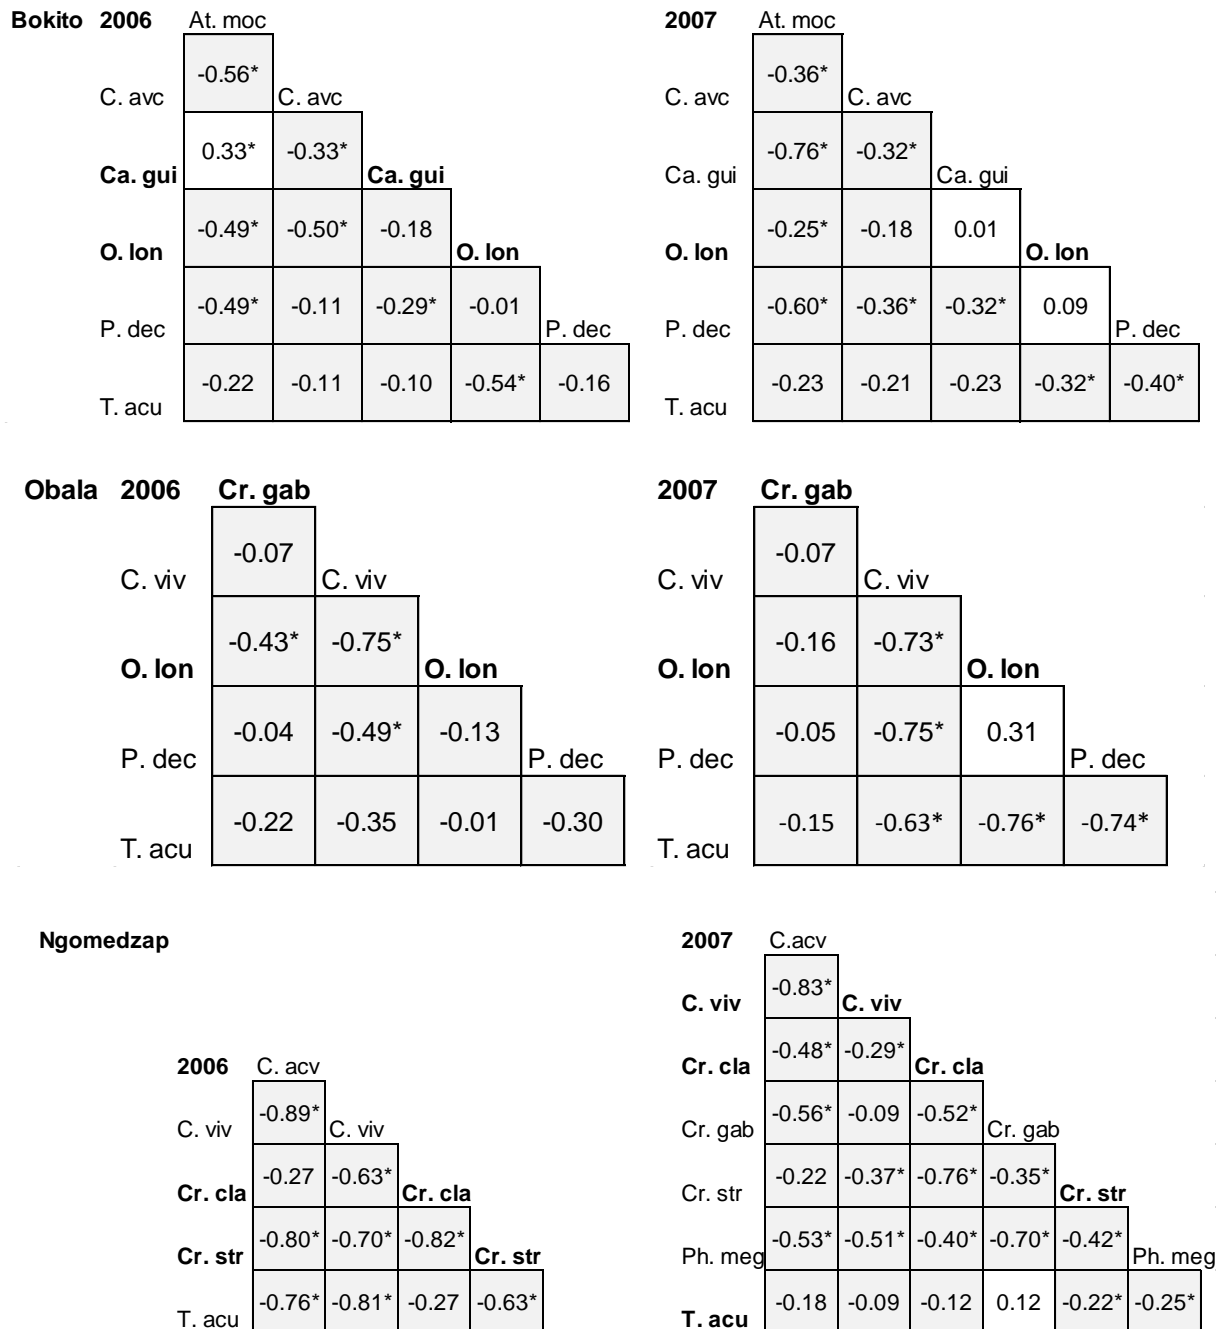 Bokito 2006 At. moc 2007 At. moc
-0.56* -0.36*
C. avc C. avc C. avc C. avc
0.33* -0.33* -0.76* -0.32*
Ca. gui Ca. gui Ca. gui Ca. gui
-0.49* -0.50* -0.18 -0.25* -0.18 0.01
O. lon O. lon O. lon O. lon
-0.49* -0.11 -0.29* -0.01 -0.60* -0.36* -0.32* 0.09
P. dec P. dec P. dec P. dec
-0.22 -0.11 -0.10 -0.54* -0.16 -0.23 -0.21 -0.23 -0.32* -0.40*
T. acu T. acu
Obala 2006 Cr. gab 2007 Cr. gab
-0.07 -0.07
C. viv C. viv C. viv C. viv
-0.43* -0.75* -0.16 -0.73*
O. lon O. lon O. lon O. lon
-0.04 -0.49* -0.13 -0.05 -0.75* 0.31
P. dec P. dec P. dec P. dec
-0.22 -0.35 -0.01 -0.30 -0.15 -0.63* -0.76* -0.74*
T. acu T. acu
Ngomedzap 2007 C.acv
-0.83*
C. viv C. viv
-0.48* -0.29*
2006 C. acv Cr. cla Cr. cla
-0.89* -0.56* -0.09 -0.52*
C. viv C. viv Cr. gab Cr. gab
-0.27 -0.63* -0.22 -0.37* -0.76* -0.35*
Cr. cla Cr. cla Cr. str Cr. str
-0.80* -0.70* -0.82* -0.53* -0.51* -0.40* -0.70* -0.42*
Cr. str Cr. str Ph. meg Ph. meg
-0.76* -0.81* -0.27 -0.63* -0.18 -0.09 -0.12 0.12 -0.22* -0.25*
T. acu T. acu